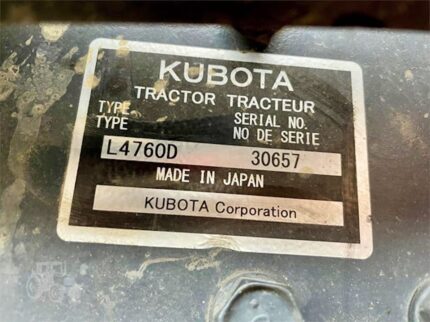 KUBOTA
TRACTOR TRACTEUR
TYPE SERIAL NO.
TYPE NO DE SERIE
L4760D 30657
MADE IN JAPAN
KUBOTA Corporation